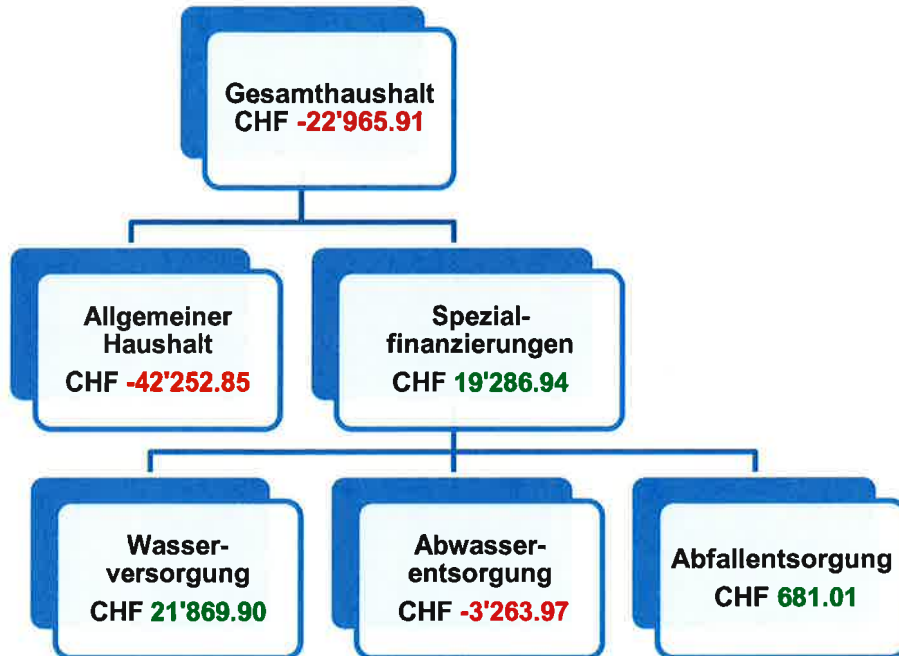 Gesamthaushalt
CHF -22'965.91
Allgemeiner
Haushalt
CHF -42'252.85
Spezial-
finanzierungen
CHF 19'286.94
Wasser-
versorgung
CHF 21'869.90
Abwasser-
entsorgung
CHF -3'263.97
Abfallentsorgung
CHF 681.01